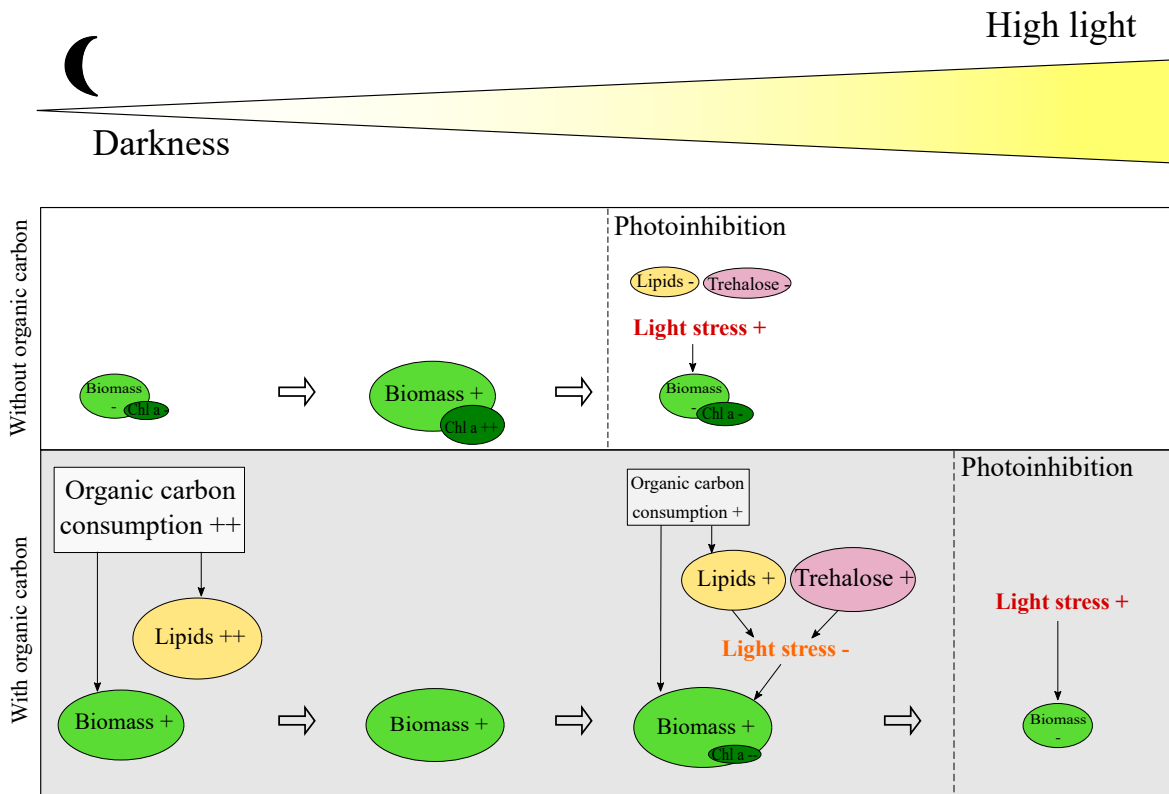 High light
Darkness
Without organic carbon
Photoinhibition
Lipids -
Trehalose -
Light stress +
Biomass
-
Chl a -
Biomass +
Chl a ++
Biomass
-
Chl a -
With organic carbon
Photoinhibition
Organic carbon
consumption ++
Organic carbon
consumption +
Lipids +
Trehalose +
Light stress +
Lipids ++
Light stress -
Biomass +
Biomass +
Biomass +
Chl a --
Biomass
-